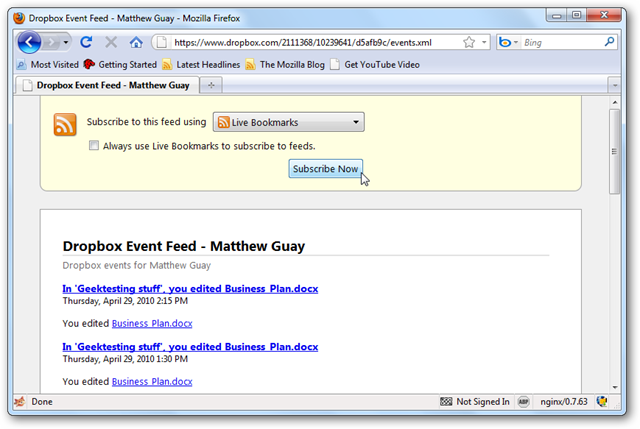 Dropbox Event Feed - Matthew Guay - Mozilla Firefox
https://www.dropbox.com/2111368/10239641/d5afb9c/events.xml
Bing
Most Visited Getting Started Latest Headlines The Mozilla Blog Get YouTube Video
Dropbox Event Feed - Matthew Guay
Subscribe to this feed using Live Bookmarks
Always use Live Bookmarks to subscribe to feeds.
Subscribe Now
Dropbox Event Feed - Matthew Guay
Dropbox events for Matthew Guay
In 'Geektesting stuff', you edited Business_Plan.docx
Thursday, April 29, 2010 2:15 PM
You edited Business_Plan.docx
In 'Geektesting stuff', you edited Business_Plan.docx
Thursday, April 29, 2010 1:30 PM
You edited Business_Plan.docx
Done Not Signed In ABP nginx/0.7.63